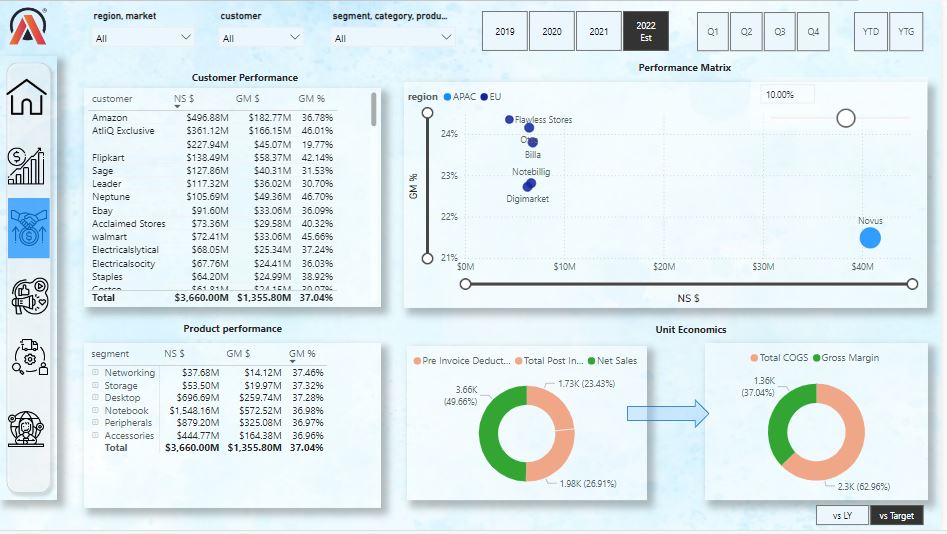 region, market customer segment, category, produ...
All All All
2019 2020 2021 2022 Est Q1 Q2 Q3 Q4 YTD YTG
Customer Performance
customer NS $ GM $ GM %
Amazon $496.88M $182.77M 36.78%
AtliQ Exclusive $361.12M $166.15M 46.01%
$227.94M $45.07M 19.77%
Flipkart $138.49M $58.37M 42.14%
Sage $127.86M $40.31M 31.53%
Leader $117.32M $36.02M 30.70%
Neptune $105.69M $49.36M 46.70%
Ebay $91.60M $33.06M 36.09%
Acclaimed Stores $73.36M $29.58M 40.32%
walmart $72.41M $33.06M 45.66%
Electricalslytical $68.05M $25.34M 37.24%
Electricalsocity $67.76M $24.41M 36.03%
Staples $64.20M $24.99M 38.92%
Costco $61.81M $24.15M 39.07%
Total $3,660.00M $1,355.80M 37.04%
Performance Matrix
region APAC EU
10.00%
GM %
24%
23%
22%
21%
Flawless Stores
Billa
Notebillig
Digimarket
Novus
$0M $10M $20M $30M $40M
NS $
Product performance
segment NS $ GM $ GM %
Networking $37.68M $14.12M 37.46%
Storage $53.50M $19.97M 37.32%
Desktop $696.69M $259.74M 37.28%
Notebook $1,548.16M $572.52M 36.98%
Peripherals $879.20M $325.08M 36.97%
Accessories $444.77M $164.38M 36.96%
Total $3,660.00M $1,355.80M 37.04%
Unit Economics
Pre Invoice Deduct... Total Post In... Net Sales
3.66K
(49.66%)
1.73K (23.43%)
1.98K (26.91%)
Total COGS Gross Margin
1.36K
(37.04%)
2.3K (62.96%)
vs LY vs Target